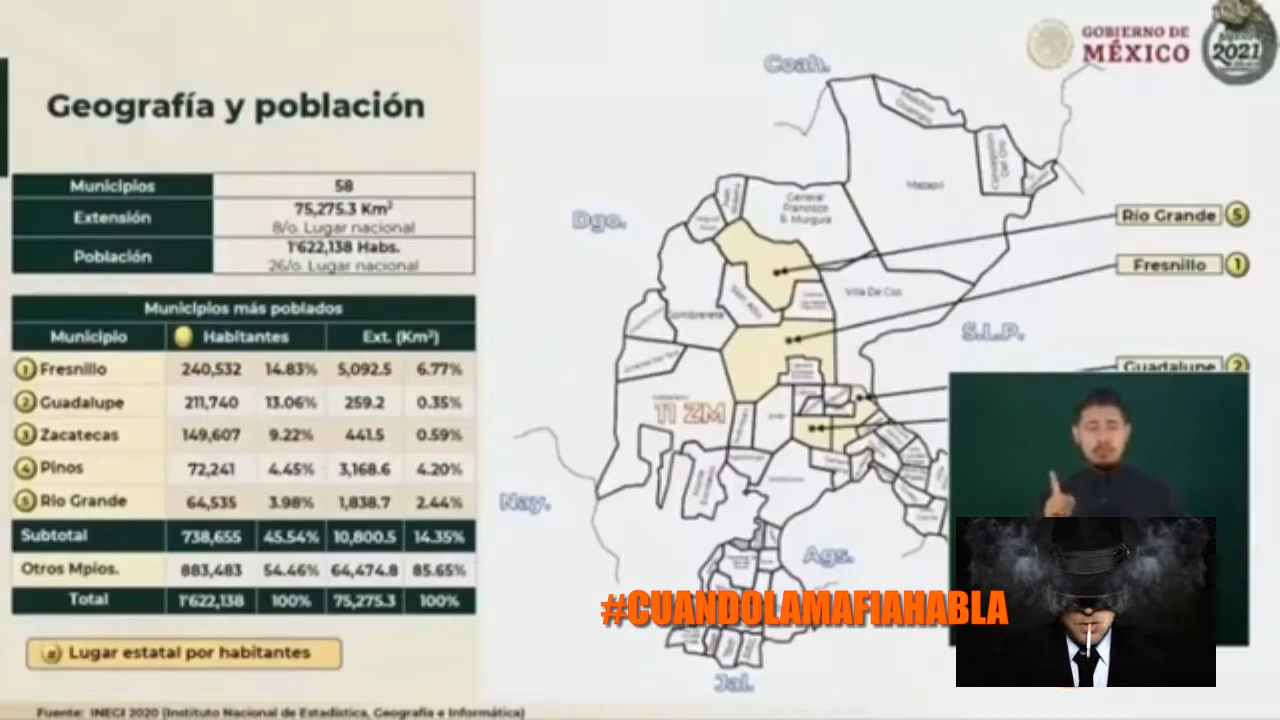 GOBIERNO DE
MÉXICO
2021
Geografía y población
Municipios 58
Extensión 75,275.3 Km²
8/o. Lugar nacional
Población 1'622,138 Habs.
26/o. Lugar nacional
Municipios más poblados
Municipio Habitantes Ext. (Km²)
1 Fresnillo 240,532 14.83% 5,092.5 6.77%
2 Guadalupe 211,740 13.06% 259.2 0.35%
3 Zacatecas 149,607 9.22% 441.5 0.59%
4 Pinos 72,241 4.45% 3,168.6 4.20%
5 Río Grande 64,535 3.98% 1,838.7 2.44%
Subtotal 738,655 45.54% 10,800.5 14.35%
Otros Mpios. 883,483 54.46% 64,474.8 85.65%
Total 1'622,138 100% 75,275.3 100%
Lugar estatal por habitantes
Fuente: INEGI 2020 (Instituto Nacional de Estadística, Geografía e Informática)
Coah.
Mazapil
Concepción
Del Oro
General
Francisco
R. Murguía
Dgo.
Río Grande 5
Fresnillo 1
Villa De Cos
Sombrerete
S.L.P.
Guadalupe 2
11 ZM
Nay.
Ags.
Jal.
#CUANDOLAMAFIAHABLA